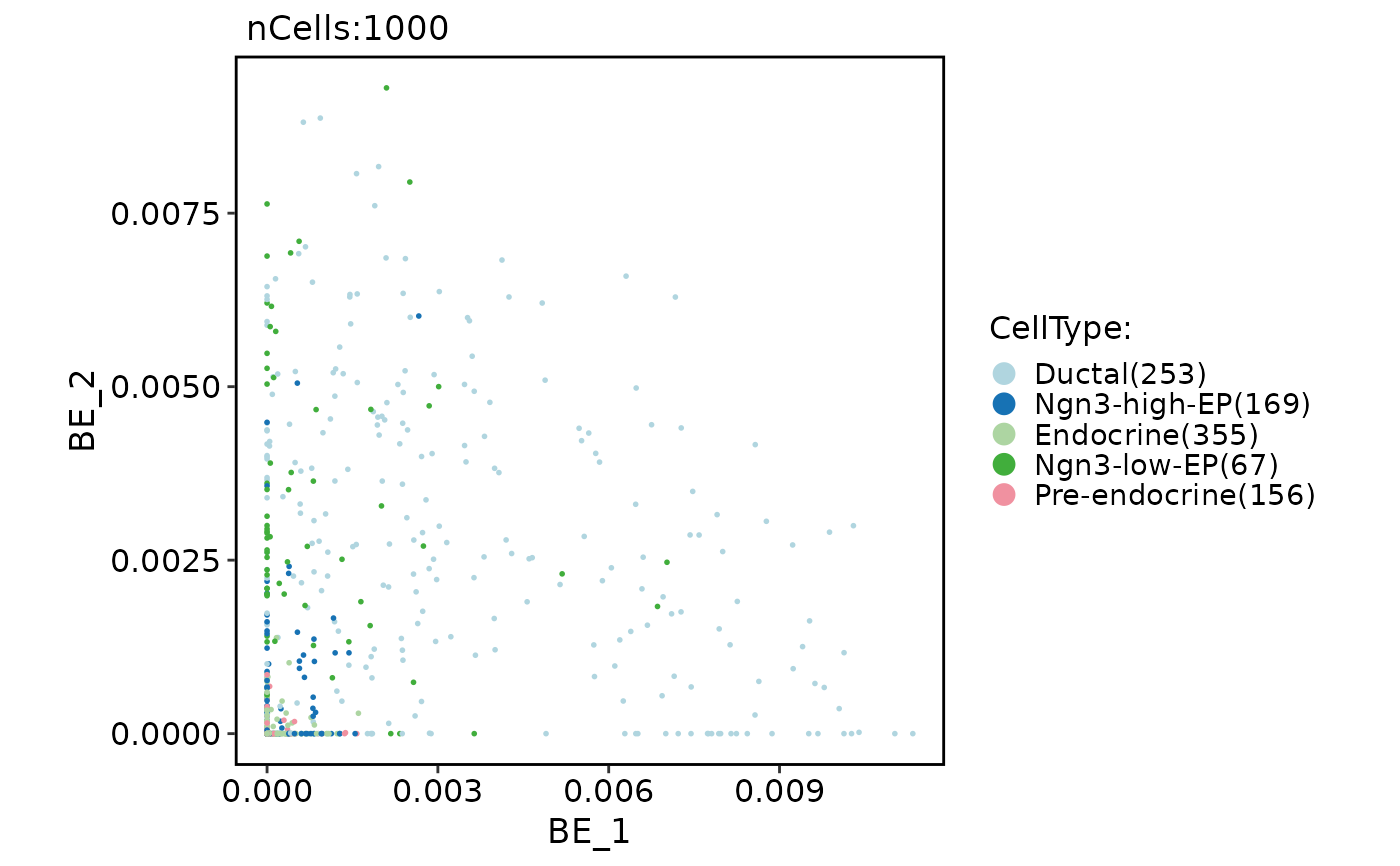 nCells:1000
BE_2
0.0075
0.0050
0.0025
0.0000
0.000 0.003 0.006 0.009
BE_1
CellType:
Ductal(253)
Ngn3-high-EP(169)
Endocrine(355)
Ngn3-low-EP(67)
Pre-endocrine(156)